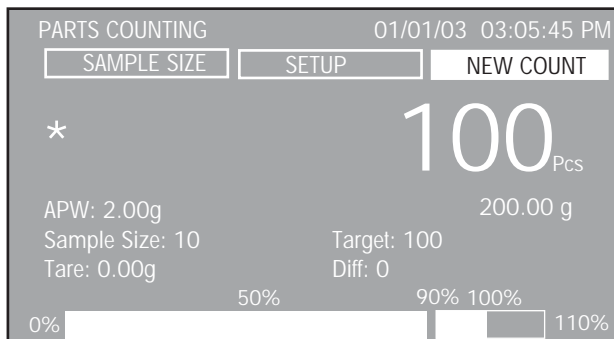 PARTS COUNTING 01/01/03 03:05:45 PM
SAMPLE SIZE SETUP NEW COUNT
* 100 Pcs
APW: 2.00g 200.00 g
Sample Size: 10 Target: 100
Tare: 0.00g Diff: 0
50% 90% 100%
0% 110%